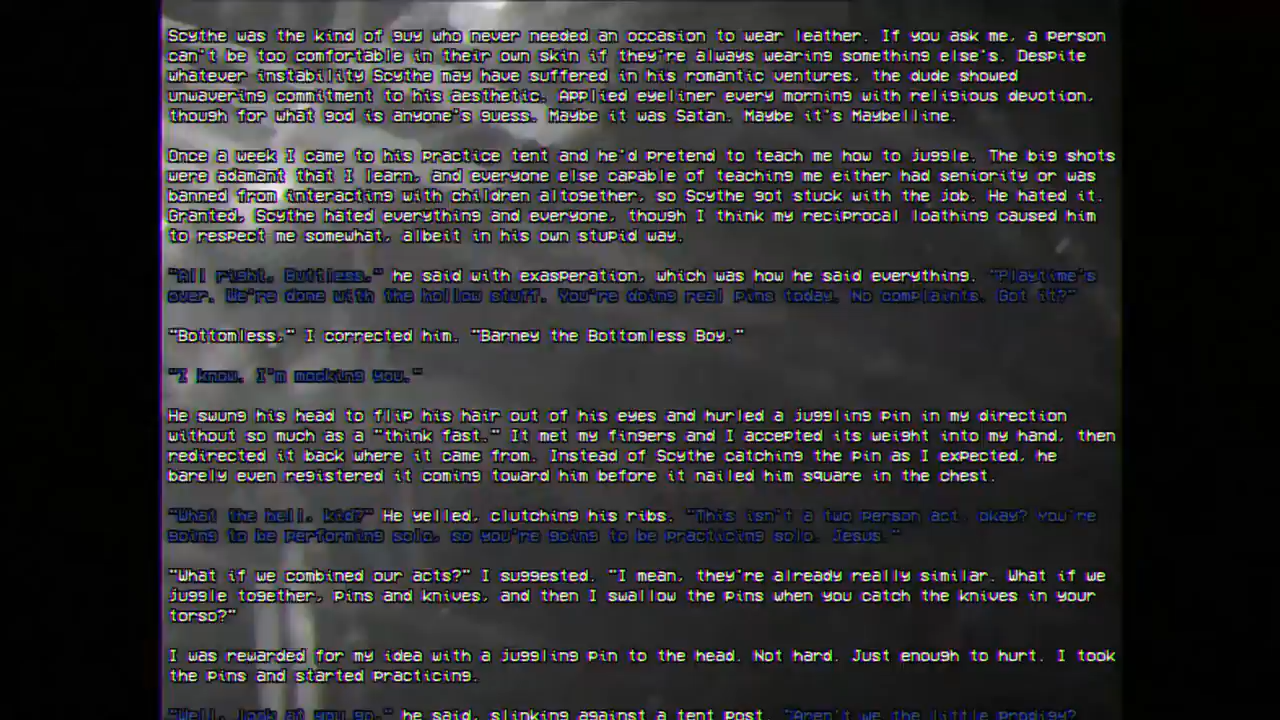 Scythe was the kind of guy who never needed an occasion to wear leather. If you ask me, a person
can't be too comfortable in their own skin if they're always wearing something else's. Despite
whatever instability Scythe may have suffered in his romantic ventures, the dude showed
unwavering commitment to his aesthetic. Applied eyeliner every morning with religious devotion,
though for what god is anyone's guess. Maybe it was Satan. Maybe it's Maybelline.
Once a week I came to his practice tent and he'd pretend to teach me how to juggle. The big shots
were adamant that I learn, and everyone else capable of teaching me either had seniority or was
banned from interacting with children altogether, so Scythe got stuck with the job. He hated it.
Granted, Scythe hated everything and everyone, though I think my reciprocal loathing caused him
to respect me somewhat, albeit in his own stupid way.
"All right, Buttless," he said with exasperation, which was how he said everything. "Playtime's
over. We're done with the hollow stuff. You're doing real pins today. No complaints. Got it?"
"Bottomless," I corrected him. "Barney the Bottomless Boy."
"I know. I'm mocking you."
He swung his head to flip his hair out of his eyes and hurled a juggling pin in my direction
without so much as a "think fast." It met my fingers and I accepted its weight into my hand, then
redirected it back where it came from. Instead of Scythe catching the pin as I expected, he
barely even registered it coming toward him before it nailed him square in the chest.
"What the hell, kid?" He yelled, clutching his ribs. "This isn't a two person act, okay? You're
going to be performing solo, so you're going to be practicing solo. Jesus."
"What if we combined our acts?" I suggested. "I mean, they're already really similar. What if we
juggle together, pins and knives, and then I swallow the pins when you catch the knives in your
torso?"
I was rewarded for my idea with a juggling pin to the head. Not hard. Just enough to hurt. I took
the pins and started practicing.
"Well, look at you go," he said, slinking against a tent post. "Aren't we the little prodigy?